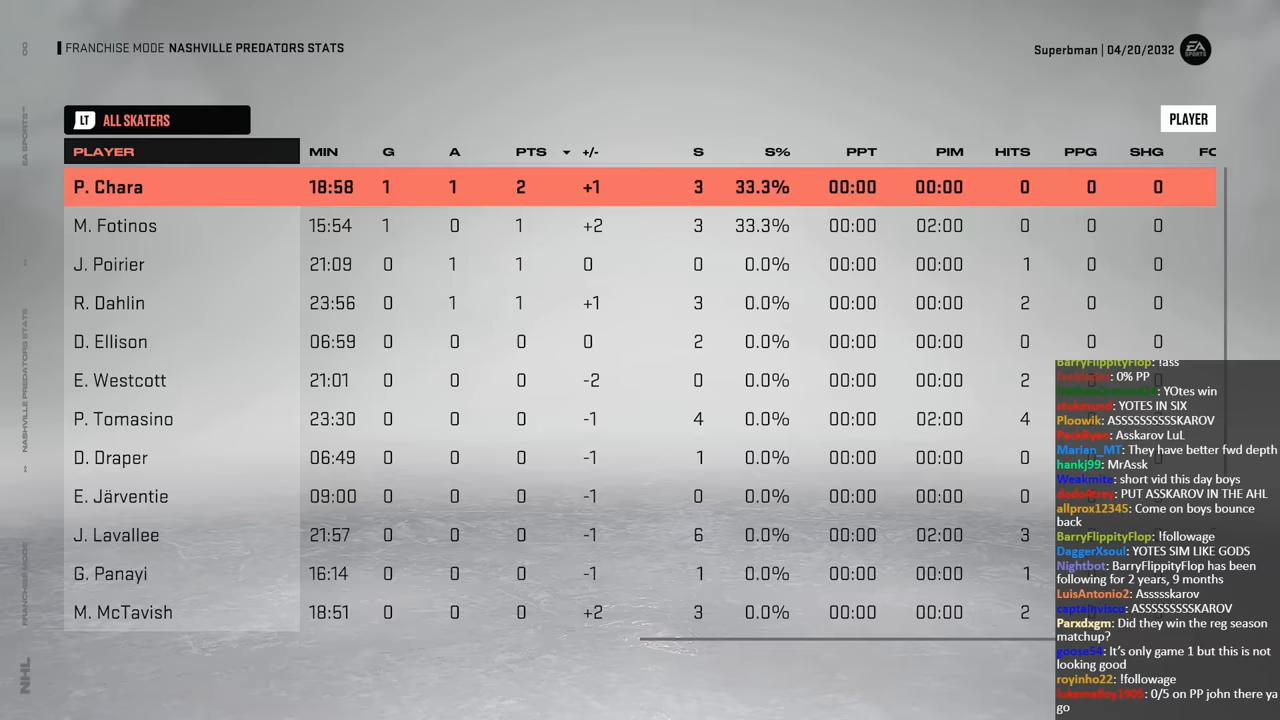 FRANCHISE MODE NASHVILLE PREDATORS STATS
Superbman | 04/20/2032
EA SPORTS
LT ALL SKATERS
PLAYER
PLAYER MIN G A PTS +/- S S% PPT PIM HITS PPG SHG FO
P. Chara 18:58 1 1 2 +1 3 33.3% 00:00 00:00 0 0 0
M. Fotinos 15:54 1 0 1 +2 3 33.3% 00:00 02:00 0 0 0
J. Poirier 21:09 0 1 1 0 0 0.0% 00:00 00:00 1 0 0
R. Dahlin 23:56 0 1 1 +1 3 0.0% 00:00 00:00 2 0 0
D. Ellison 06:59 0 0 0 0 2 0.0% 00:00 00:00 0 0 0
E. Westcott 21:01 0 0 0 -2 0 0.0% 00:00 00:00 2
P. Tomasino 23:30 0 0 0 -1 4 0.0% 00:00 02:00 4
D. Draper 06:49 0 0 0 -1 1 0.0% 00:00 00:00 0
E. Järventie 09:00 0 0 0 -1 0 0.0% 00:00 00:00 0
J. Lavallee 21:57 0 0 0 -1 6 0.0% 00:00 02:00 3
G. Panayi 16:14 0 0 0 -1 1 0.0% 00:00 00:00 1
M. McTavish 18:51 0 0 0 +2 3 0.0% 00:00 00:00 2
BarryFlippityFlop: !ass
: 0% PP
: YOtes win
: YOTES IN SIX
Ploowik: ASSSSSSSSSSKAROV
: Asskarov LuL
Marian_MT: They have better fwd depth
hankj99: MrAssk
Weakmite: short vid this day boys
: PUT ASSKAROV IN THE AHL
allprox12345: Come on boys bounce
back
BarryFlippityFlop: !followage
DaggerXsoul: YOTES SIM LIKE GODS
Nightbot: BarryFlippityFlop has been
following for 2 years, 9 months
LuisAntonio2: Asssskarov
captainvisco: ASSSSSSSSSKAROV
Parxdxgm: Did they win the reg season
matchup?
goose54: It's only game 1 but this is not
looking good
royinho22: !followage
lukemalloy1905: 0/5 on PP john there ya
go
EA SPORTS™
NASHVILLE PREDATORS STATS
FRANCHISE MODE
NHL